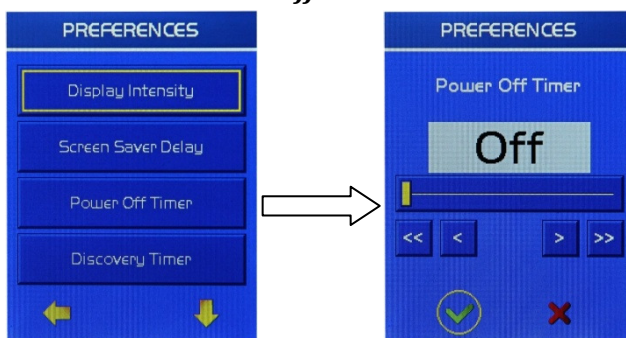 PREFERENCES
Display Intensity
Screen Saver Delay
Power Off Timer
Discovery Timer
PREFERENCES
Power Off Timer
Off
<< < > >>